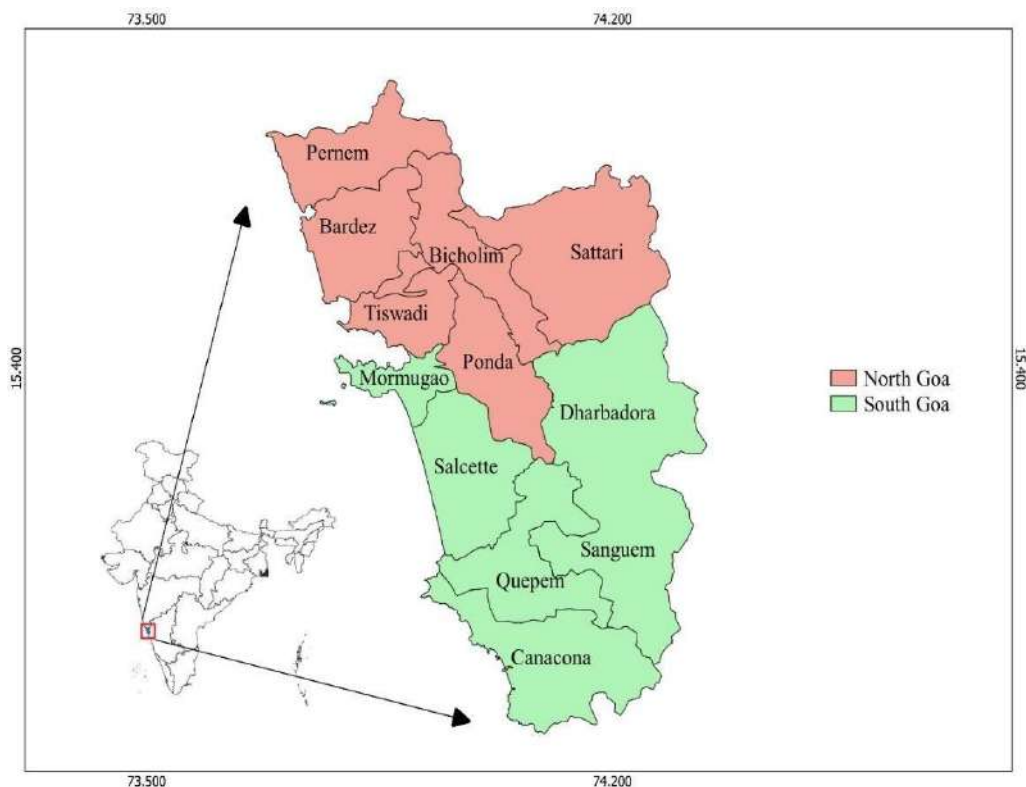 73.500
74.200
Pernem
Bardez
Bicholim
Sattari
Tiswadi
Ponda
15.400
15.400
Mormugao
North Goa
South Goa
Dharbadora
Salcette
Sanguem
Quepem
Canacona
73.500
74.200